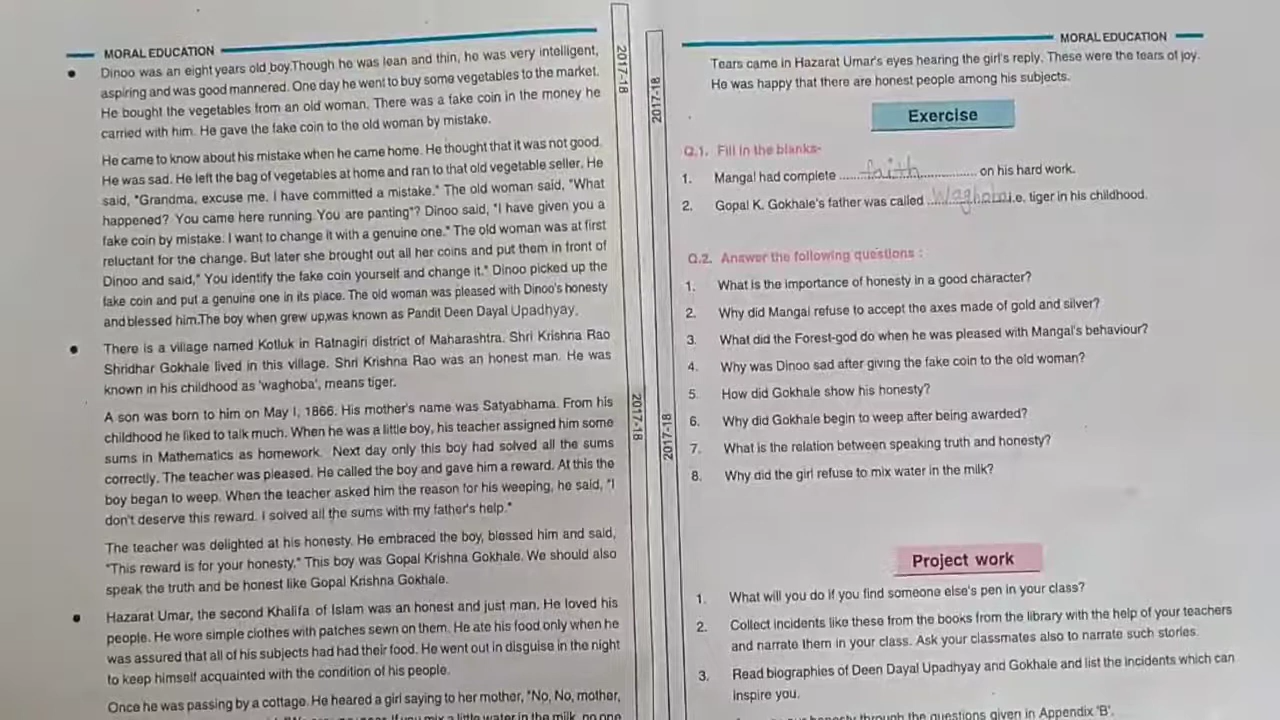 MORAL EDUCATION
Dinoo was an eight years old boy.Though he was lean and thin, he was very intelligent,
aspiring and was good mannered. One day he went to buy some vegetables to the market.
He bought the vegetables from an old woman. There was a fake coin in the money he
carried with him. He gave the fake coin to the old woman by mistake.
He came to know about his mistake when he came home. He thought that it was not good.
He was sad. He left the bag of vegetables at home and ran to that old vegetable seller. He
said, "Grandma, excuse me. I have committed a mistake." The old woman said, "What
happened? You came here running. You are panting"? Dinoo said, "I have given you a
fake coin by mistake. I want to change it with a genuine one." The old woman was at first
reluctant for the change. But later she brought out all her coins and put them in front of
Dinoo and said," You identify the fake coin yourself and change it." Dinoo picked up the
fake coin and put a genuine one in its place. The old woman was pleased with Dinoo's honesty
and blessed him.The boy when grew up,was known as Pandit Deen Dayal Upadhyay.
There is a village named Kotluk in Ratnagiri district of Maharashtra. Shri Krishna Rao
Shridhar Gokhale lived in this village. Shri Krishna Rao was an honest man. He was
known in his childhood as 'waghoba', means tiger.
A son was born to him on May I, 1866. His mother's name was Satyabhama. From his
childhood he liked to talk much. When he was a little boy, his teacher assigned him some
sums in Mathematics as homework. Next day only this boy had solved all the sums
correctly. The teacher was pleased. He called the boy and gave him a reward. At this the
boy began to weep. When the teacher asked him the reason for his weeping, he said, "I
don't deserve this reward. I solved all the sums with my father's help."
The teacher was delighted at his honesty. He embraced the boy, blessed him and said,
"This reward is for your honesty." This boy was Gopal Krishna Gokhale. We should also
speak the truth and be honest like Gopal Krishna Gokhale.
Hazarat Umar, the second Khalifa of Islam was an honest and just man. He loved his
people. He wore simple clothes with patches sewn on them. He ate his food only when he
was assured that all of his subjects had had their food. He went out in disguise in the night
to keep himself acquainted with the condition of his people.
Once he was passing by a cottage. He heared a girl saying to her mother, "No, No, mother,
If you mix a little water in the milk, no one
2017-18
2017-18
2017-18
2017-18
MORAL EDUCATION
Tears came in Hazarat Umar's eyes hearing the girl's reply. These were the tears of joy.
He was happy that there are honest people among his subjects.
Exercise
Q.1. Fill in the blanks-
1. Mangal had complete ........faith................ on his hard work.
2. Gopal K. Gokhale's father was called ....Waghoba..i.e. tiger in his childhood.
Q.2. Answer the following questions :
1. What is the importance of honesty in a good character?
2. Why did Mangal refuse to accept the axes made of gold and silver?
3. What did the Forest-god do when he was pleased with Mangal's behaviour?
4. Why was Dinoo sad after giving the fake coin to the old woman?
5. How did Gokhale show his honesty?
6. Why did Gokhale begin to weep after being awarded?
7. What is the relation between speaking truth and honesty?
8. Why did the girl refuse to mix water in the milk?
Project work
1. What will you do if you find someone else's pen in your class?
2. Collect incidents like these from the books from the library with the help of your teachers
and narrate them in your class. Ask your classmates also to narrate such stories.
3. Read biographies of Deen Dayal Upadhyay and Gokhale and list the incidents which can
inspire you.
honesty through the questions given in Appendix 'B'.